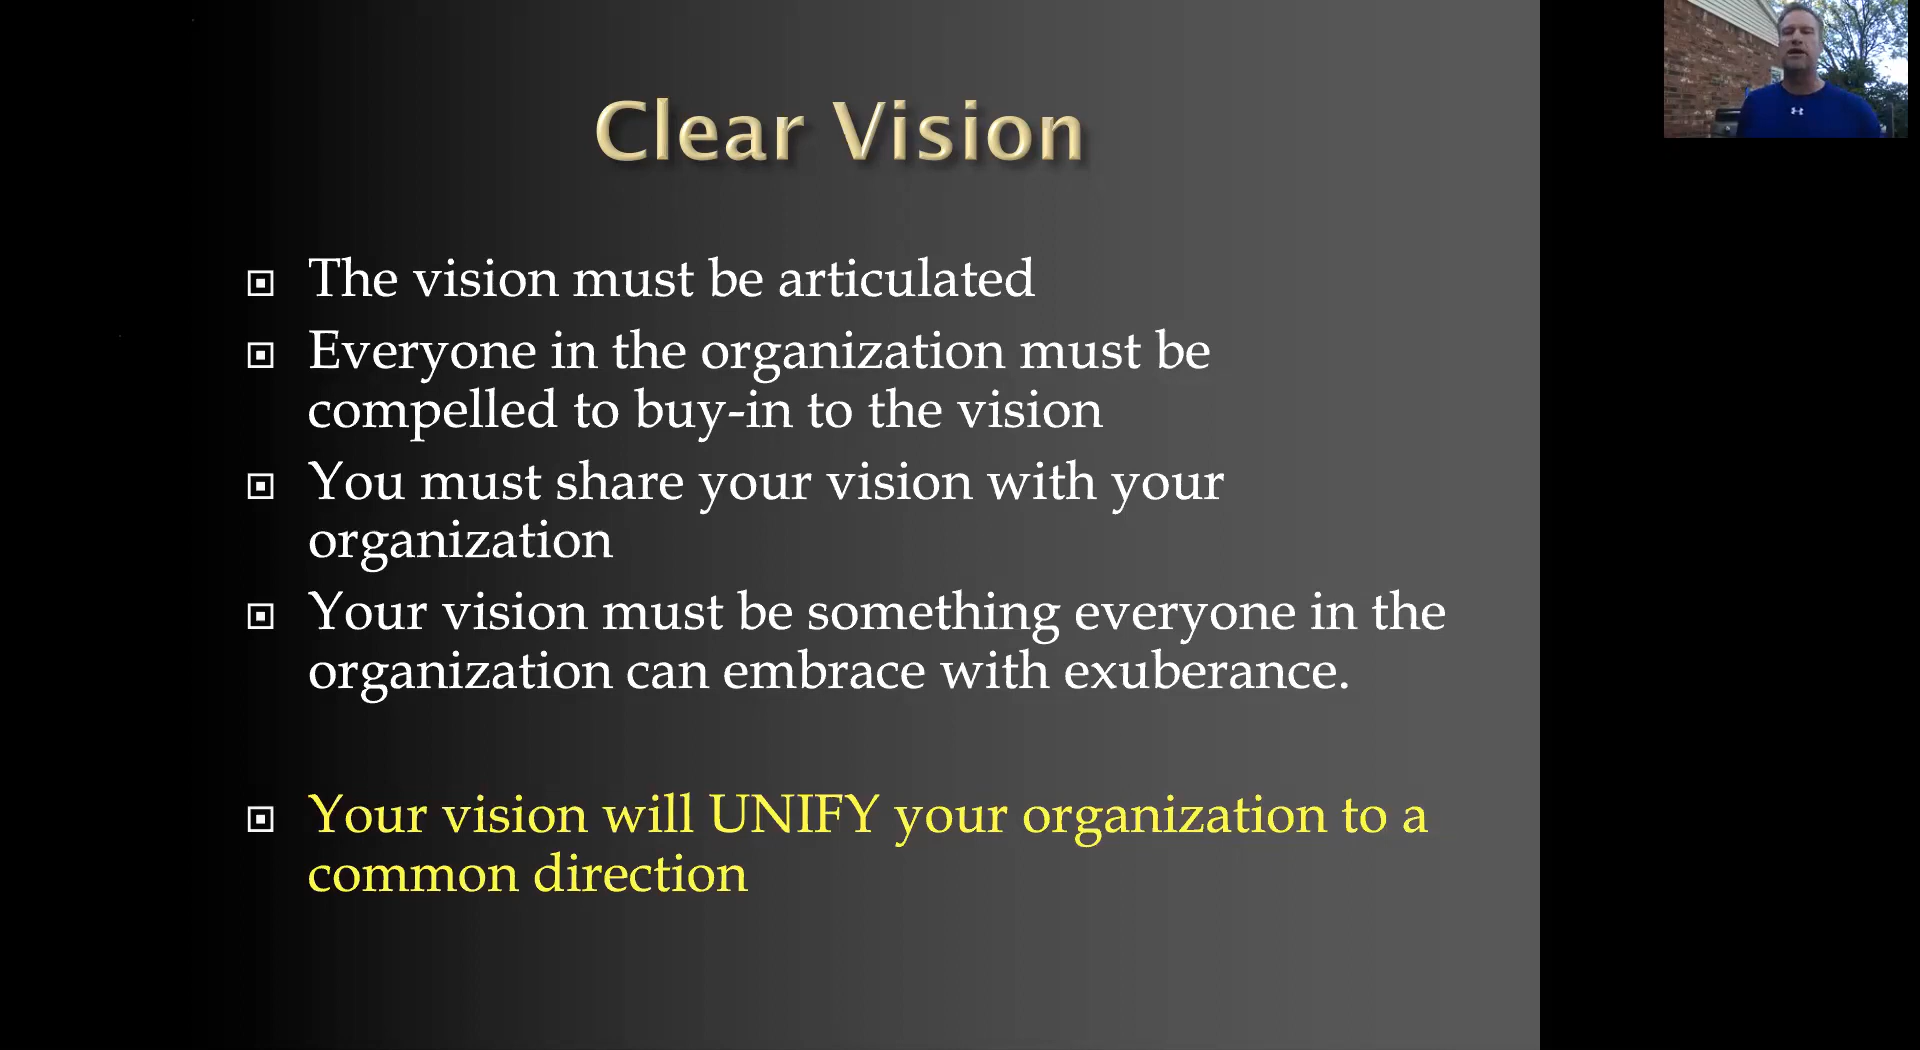 Clear Vision
The vision must be articulated
Everyone in the organization must be
compelled to buy-in to the vision
You must share your vision with your
organization
Your vision must be something everyone in the
organization can embrace with exuberance.
Your vision will UNIFY your organization to a
common direction